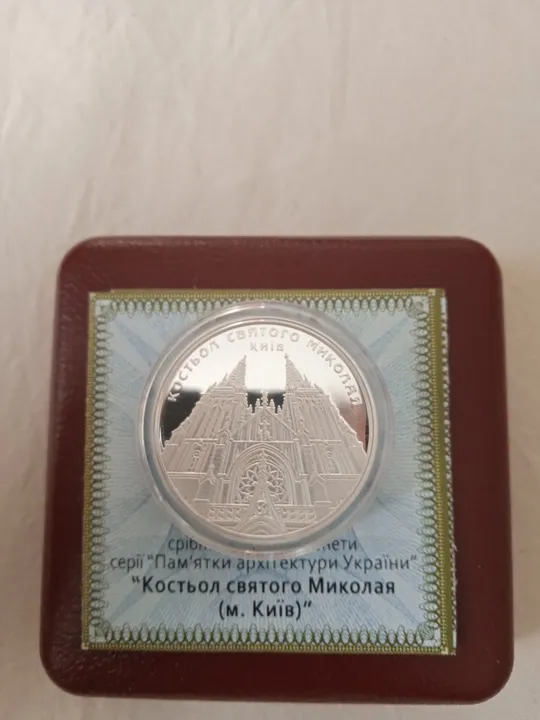 КОСТЬОЛ СВЯТОГО МИКОЛАЯ
КИЇВ
серії "Пам'ятки архітектури України"
"Костьол святого Миколая
(м. Київ)"